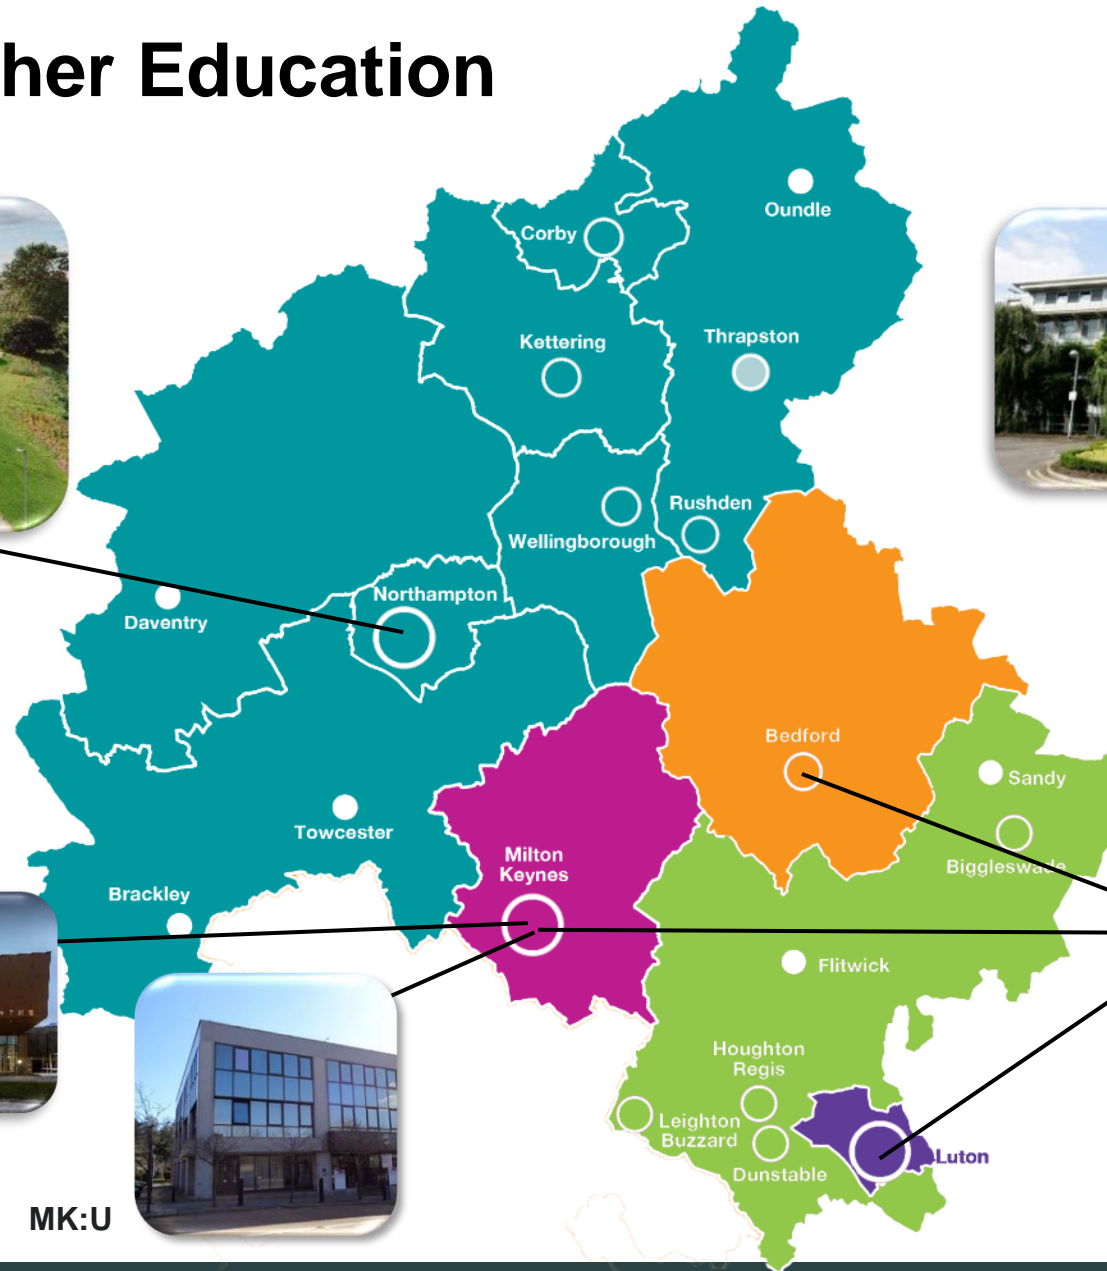 her Education
Oundle
Corby
Thrapston
Kettering
Rushden
Wellingborough
Northampton
Daventry
Bedford
Sandy
Towcester
Milton
Keynes
Biggleswade
Brackley
Flitwick
Houghton
Regis
Leighton
Buzzard
Dunstable
Luton
MK:U